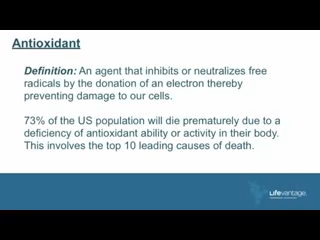 Antioxidant
Definition: An agent that inhibits or neutralizes free
radicals by the donation of an electron thereby
preventing damage to our cells.
73% of the US population will die prematurely due to a
deficiency of antioxidant ability or activity in their body.
This involves the top 10 leading causes of death.
LIFEVANTAGE